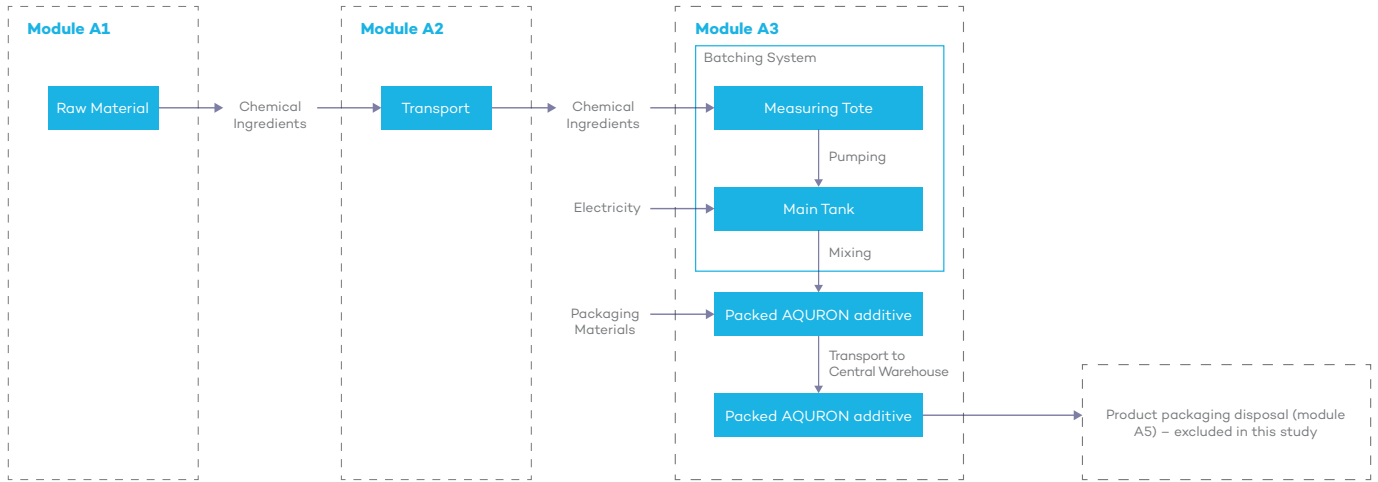 Module A1
Raw Material
Chemical
Ingredients
Module A2
Transport
Chemical
Ingredients
Module A3
Batching System
Measuring Tote
Pumping
Electricity
Main Tank
Mixing
Packaging
Materials
Packed AQURON additive
Transport to
Central Warehouse
Packed AQURON additive
Product packaging disposal (module
A5) – excluded in this study